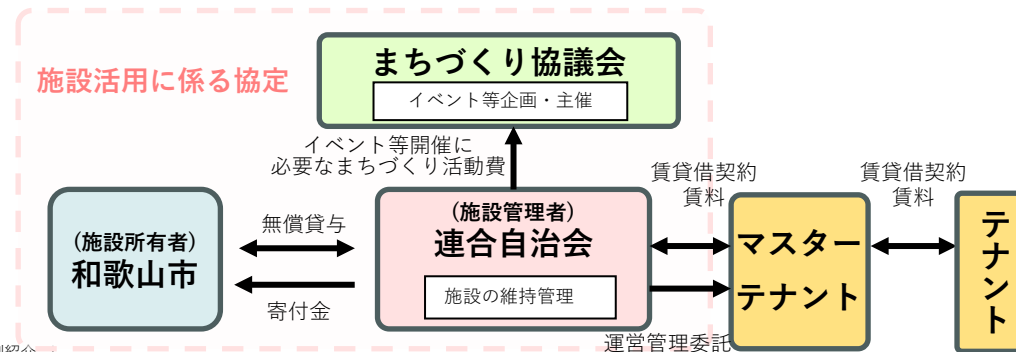 施設活用に係る協定
まちづくり協議会
イベント等企画・主催
イベント等開催に
必要なまちづくり活動費
(施設所有者)
和歌山市
無償貸与
寄付金
(施設管理者)
連合自治会
施設の維持管理
賃貸借契約
賃料
運営管理委託
マスター
テナント
賃貸借契約
賃料
テナント